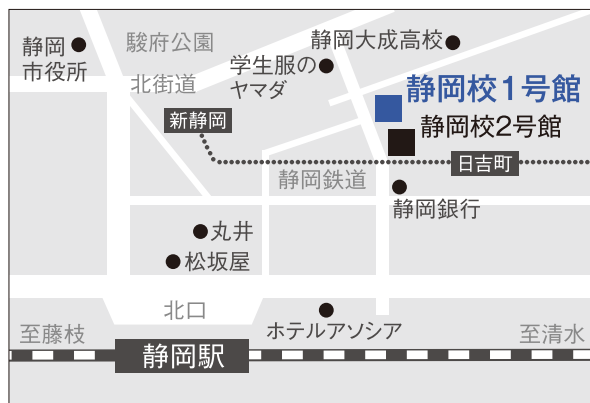 静岡
市役所
駿府公園
北街道
学生服の
ヤマダ
静岡大成高校
静岡校1号館
静岡校2号館
新静岡
日吉町
静岡鉄道
静岡銀行
丸井
松坂屋
北口
ホテルアソシア
至藤枝
至清水
静岡駅